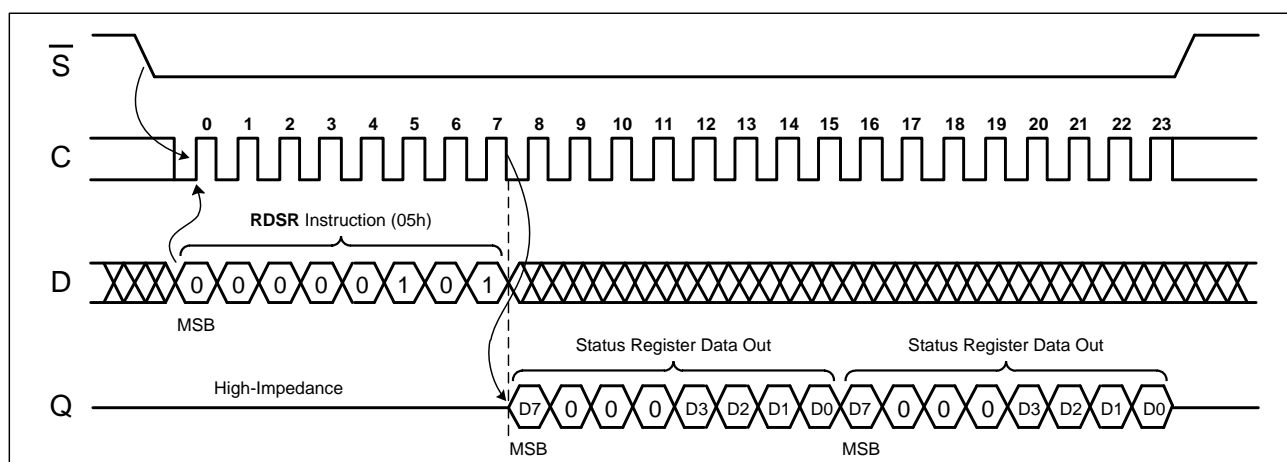 S
C
0 1 2 3 4 5 6 7 8 9 10 11 12 13 14 15 16 17 18 19 20 21 22 23
RDSR Instruction (05h)
D
0 0 0 0 0 1 0 1
MSB
Status Register Data Out Status Register Data Out
Q
High-Impedance
D7 0 0 0 D3 D2 D1 D0 D7 0 0 0 D3 D2 D1 D0
MSB MSB